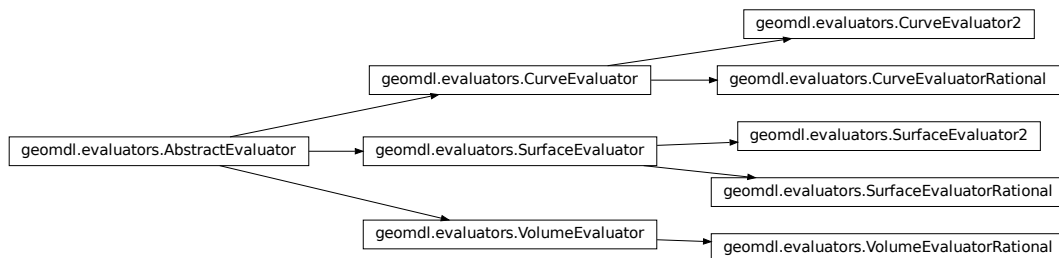 geomdl.evaluators.CurveEvaluator2
geomdl.evaluators.CurveEvaluator
geomdl.evaluators.CurveEvaluatorRational
geomdl.evaluators.SurfaceEvaluator2
geomdl.evaluators.AbstractEvaluator
geomdl.evaluators.SurfaceEvaluator
geomdl.evaluators.SurfaceEvaluatorRational
geomdl.evaluators.VolumeEvaluator
geomdl.evaluators.VolumeEvaluatorRational